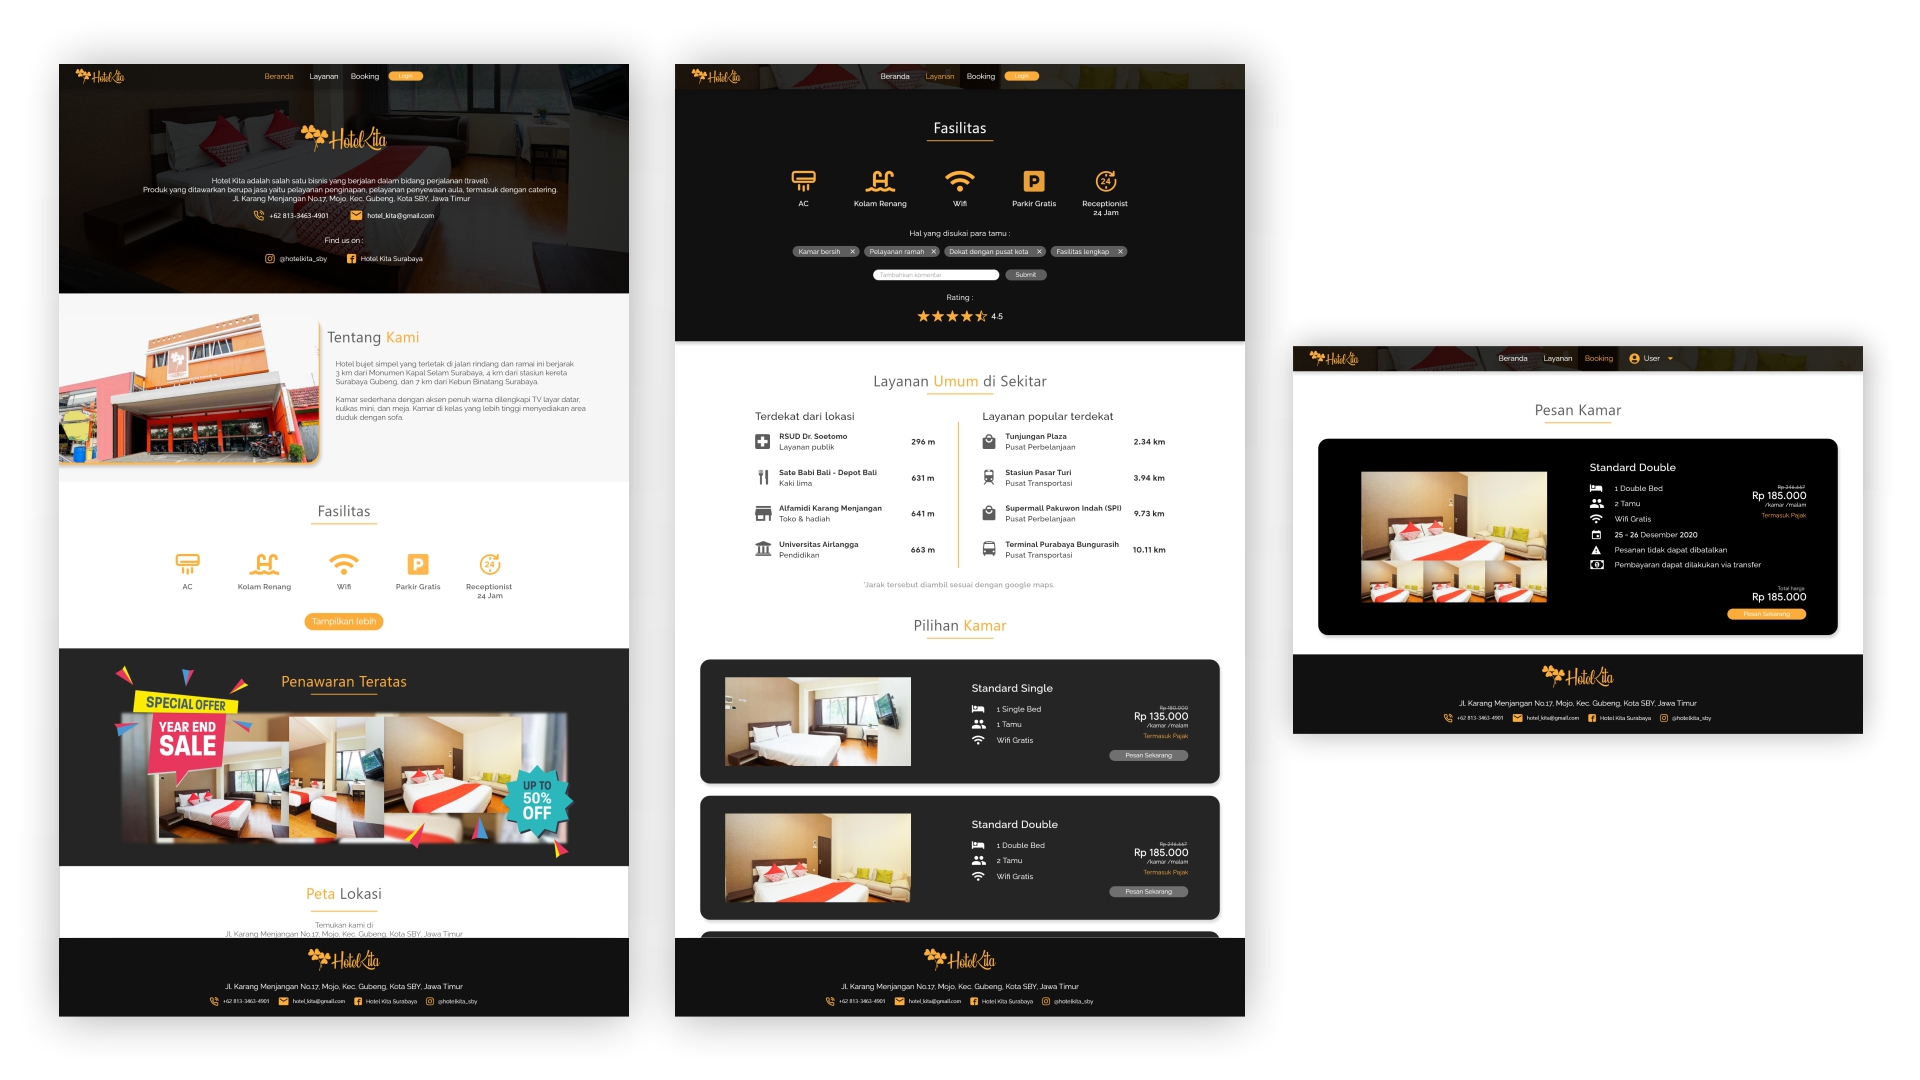 HotelKita
Beranda
Layanan
Booking
Login
HotelKita
Hotel Kita adalah salah satu bisnis yang berjalan dalam bidang perjalanan (travel).
Produk yang ditawarkan berupa jasa yaitu pelayanan penginapan, pelayanan penyewaan aula, termasuk dengan catering.
Jl. Karang Menjangan No.17, Mojo, Kec. Gubeng, Kota SBY, Jawa Timur
+62 813-3463-4901
hotel_kita@gmail.com
Find us on :
@hotelkita_sby
Hotel Kita Surabaya
Tentang Kami
Hotel bujet simpel yang terletak di jalan rindang dan ramai ini berjarak
3 km dari Monumen Kapal Selam Surabaya, 4 km dari stasiun kereta
Surabaya Gubeng, dan 7 km dari Kebun Binatang Surabaya.
Kamar sederhana dengan aksen penuh warna dilengkapi TV layar datar,
kulkas mini, dan meja. Kamar di kelas yang lebih tinggi menyediakan area
duduk dengan sofa.
Fasilitas
AC
Kolam Renang
Wifi
Parkir Gratis
Receptionist
24 Jam
24
P
Tampilkan lebih
Penawaran Teratas
SPECIAL OFFER
YEAR END
SALE
UP TO
50%
OFF
Peta Lokasi
Temukan kami di
Jl. Karang Menjangan No.17, Mojo, Kec. Gubeng, Kota SBY, Jawa Timur
HotelKita
Jl. Karang Menjangan No.17, Mojo, Kec. Gubeng, Kota SBY, Jawa Timur
+62 813-3463-4901
hotel_kita@gmail.com
Hotel Kita Surabaya
@hotelkita_sby
HotelKita
Beranda
Layanan
Booking
Login
Fasilitas
P
24
AC
Kolam Renang
Wifi
Parkir Gratis
Receptionist
24 Jam
Hal yang disukai para tamu :
Kamar bersih ×
Pelayanan ramah ×
Dekat dengan pusat kota ×
Fasilitas lengkap ×
Tambahkan komentar
Submit
Rating :
4.5
Layanan Umum di Sekitar
Terdekat dari lokasi
RSUD Dr. Soetomo
Layanan publik
296 m
Sate Babi Bali - Depot Bali
Kaki lima
631 m
Alfamidi Karang Menjangan
Toko & hadiah
641 m
Universitas Airlangga
Pendidikan
663 m
Layanan popular terdekat
Tunjungan Plaza
Pusat Perbelanjaan
2.34 km
Stasiun Pasar Turi
Pusat Transportasi
3.94 km
Supermall Pakuwon Indah (SPI)
Pusat Perbelanjaan
9.73 km
Terminal Purabaya Bungurasih
Pusat Transportasi
10.11 km
*Jarak tersebut diambil sesuai dengan google maps.
Pilihan Kamar
Standard Single
1 Single Bed
1 Tamu
Wifi Gratis
Rp 180.000
Rp 135.000
/kamar /malam
Termasuk Pajak
Pesan Sekarang
Standard Double
1 Double Bed
2 Tamu
Wifi Gratis
Rp 246.667
Rp 185.000
/kamar /malam
Termasuk Pajak
Pesan Sekarang
HotelKita
Jl. Karang Menjangan No.17, Mojo, Kec. Gubeng, Kota SBY, Jawa Timur
+62 813-3463-4901
hotel_kita@gmail.com
Hotel Kita Surabaya
@hotelkita_sby
HotelKita
Beranda
Layanan
Booking
User
Pesan Kamar
Standard Double
1 Double Bed
2 Tamu
Wifi Gratis
25 - 26 Desember 2020
Pesanan tidak dapat dibatalkan
Pembayaran dapat dilakukan via transfer
Rp 246.667
Rp 185.000
/kamar /malam
Termasuk Pajak
Total harga
Rp 185.000
Pesan Sekarang
HotelKita
Jl. Karang Menjangan No.17, Mojo, Kec. Gubeng, Kota SBY, Jawa Timur
+62 813-3463-4901
hotel_kita@gmail.com
Hotel Kita Surabaya
@hotelkita_sby